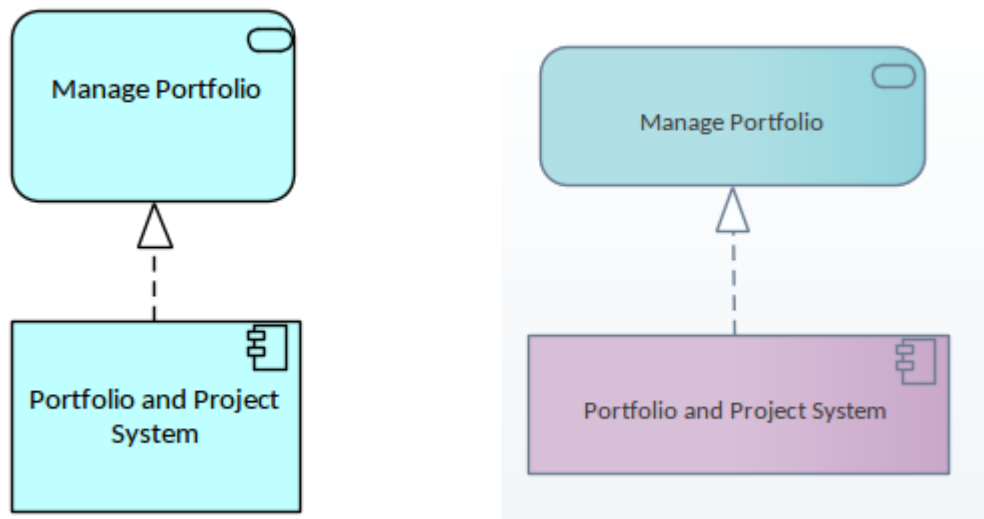 Manage Portfolio
Portfolio and Project
System
Manage Portfolio
Portfolio and Project System